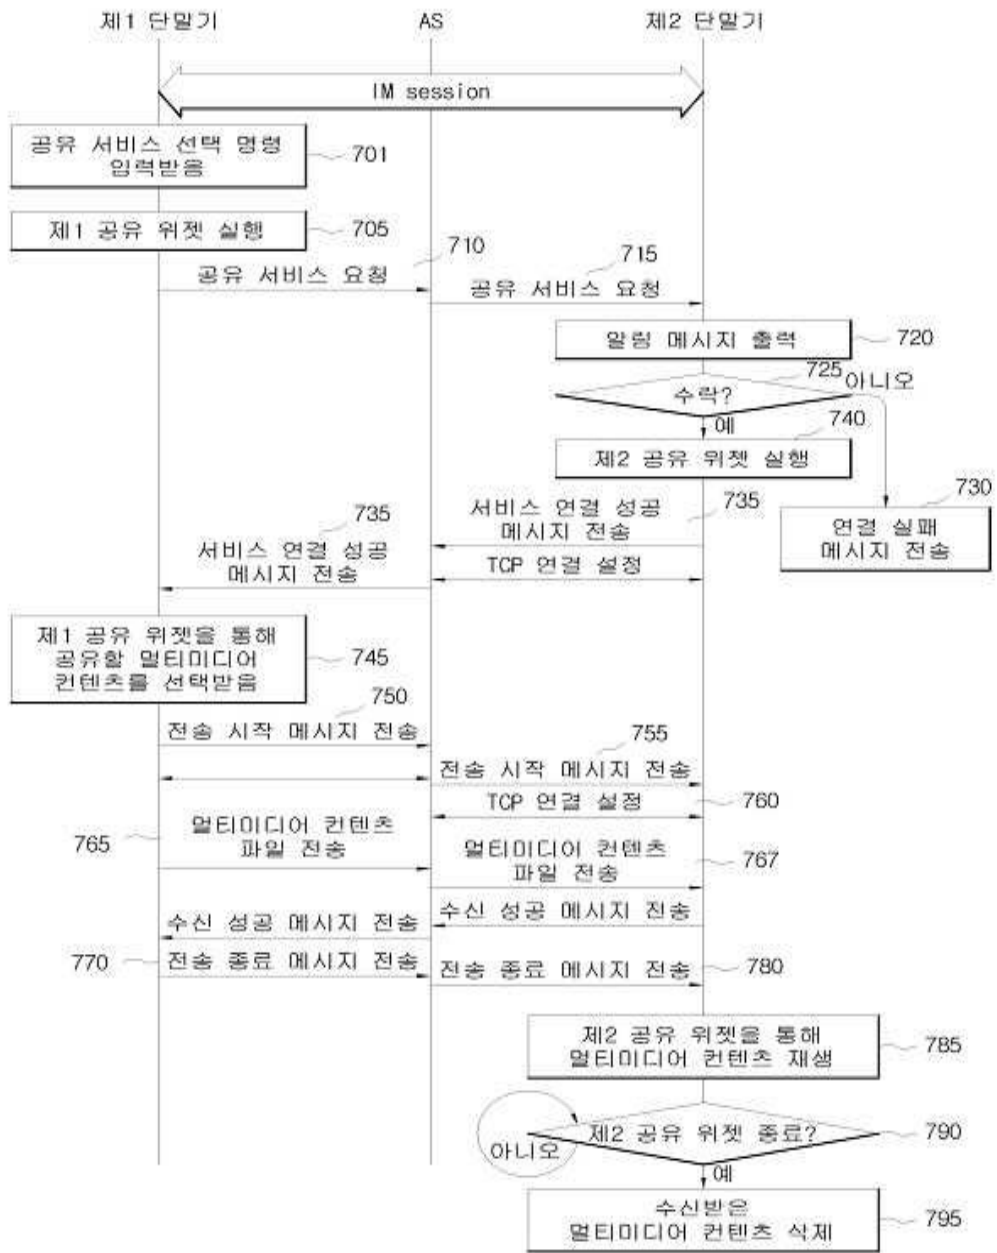 제1 단말기
AS
제2 단말기
IM session
공유 서비스 선택 명령
입력받음
701
제1 공유 위젯 실행
705
710
공유 서비스 요청
715
공유 서비스 요청
알림 메시지 출력
720
725
수락?
아니오
예
740
제2 공유 위젯 실행
730
연결 실패
메시지 전송
서비스 연결 성공
메시지 전송
735
735
서비스 연결 성공
메시지 전송
TCP 연결 설정
제1 공유 위젯을 통해
공유할 멀티미디어
컨텐츠를 선택받음
745
750
전송 시작 메시지 전송
755
전송 시작 메시지 전송
TCP 연결 설정
760
765
멀티미디어 컨텐츠
파일 전송
멀티미디어 컨텐츠
파일 전송
767
수신 성공 메시지 전송
수신 성공 메시지 전송
770
전송 종료 메시지 전송
전송 종료 메시지 전송
780
제2 공유 위젯을 통해
멀티미디어 컨텐츠 재생
785
제2 공유 위젯 종료?
790
아니오
예
수신받은
멀티미디어 컨텐츠 삭제
795